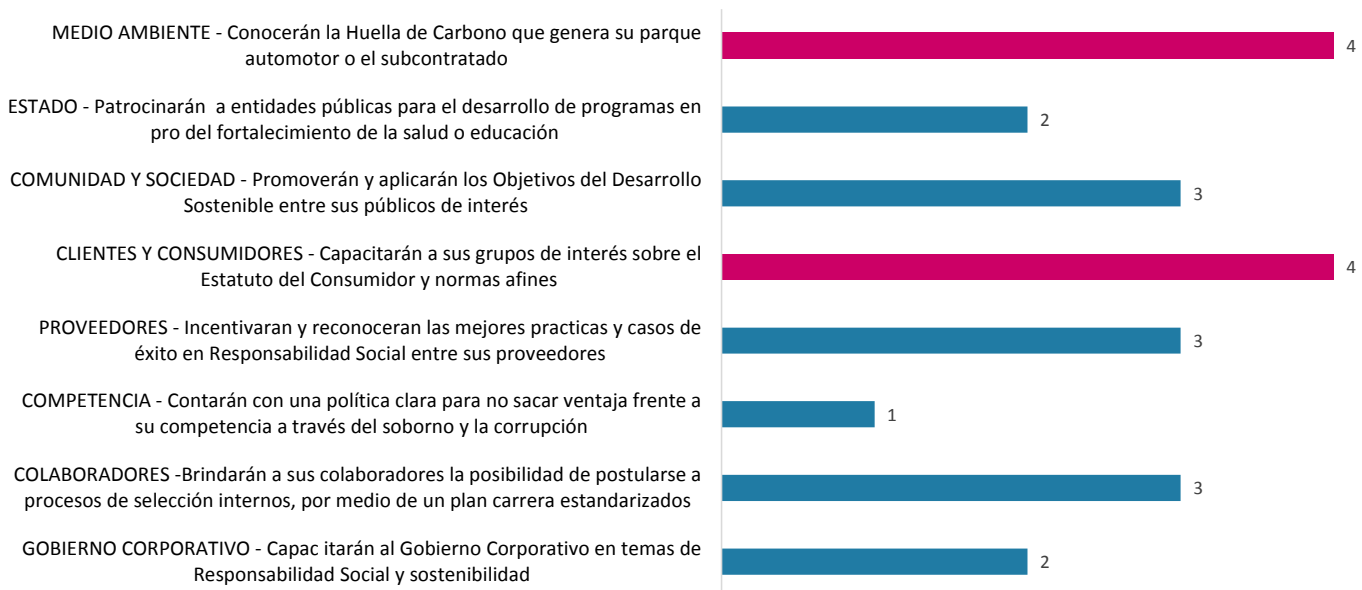 MEDIO AMBIENTE - Conocerán la Huella de Carbono que genera su parque
automotor o el subcontratado
4
ESTADO - Patrocinarán  a entidades públicas para el desarrollo de programas en
pro del fortalecimiento de la salud o educación
2
COMUNIDAD Y SOCIEDAD - Promoverán y aplicarán los Objetivos del Desarrollo
Sostenible entre sus públicos de interés
3
CLIENTES Y CONSUMIDORES - Capacitarán a sus grupos de interés sobre el
Estatuto del Consumidor y normas afines
4
PROVEEDORES - Incentivaran y reconoceran las mejores practicas y casos de
éxito en Responsabilidad Social entre sus proveedores
3
COMPETENCIA - Contarán con una política clara para no sacar ventaja frente a
su competencia a través del soborno y la corrupción
1
COLABORADORES -Brindarán a sus colaboradores la posibilidad de postularse a
procesos de selección internos, por medio de un plan carrera estandarizados
3
GOBIERNO CORPORATIVO - Capac itarán al Gobierno Corporativo en temas de
Responsabilidad Social y sostenibilidad
2